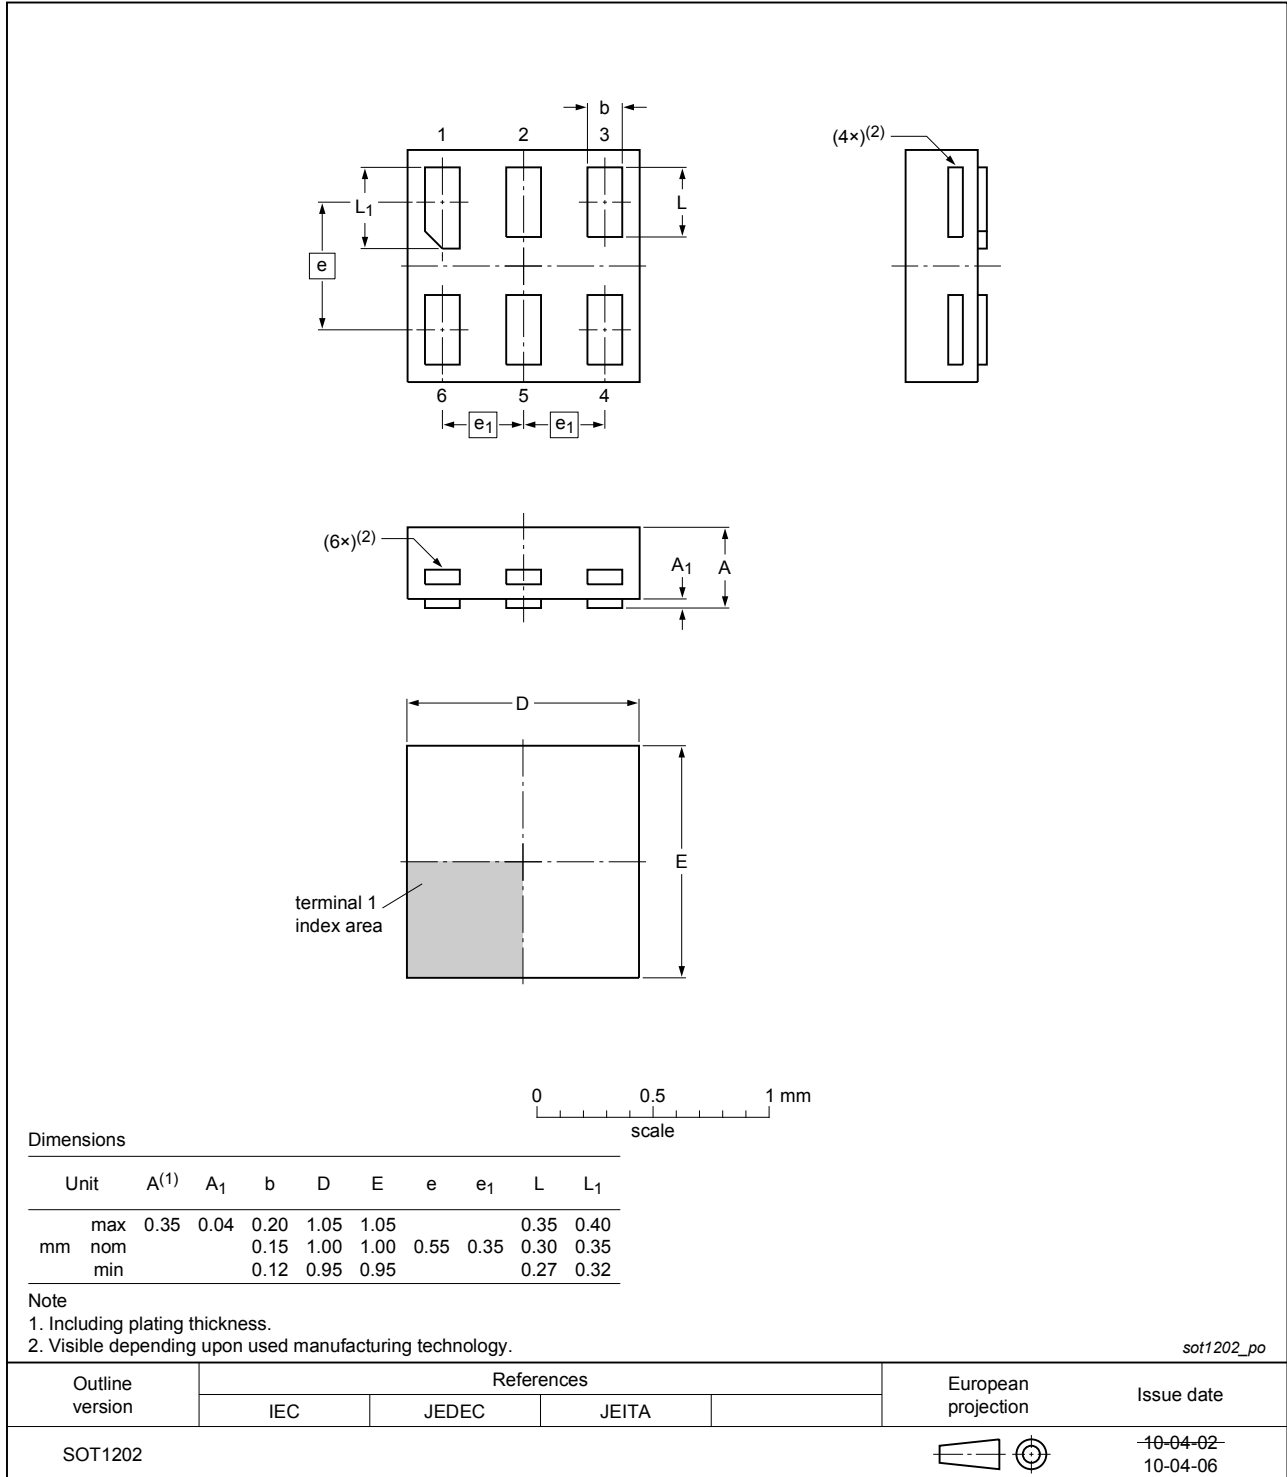 b
1 2 3
(4×)(2)
L1
L
e
6 5 4
e1 e1
(6×)(2)
A1 A
D
E
terminal 1
index area
0 0.5 1 mm
scale
Dimensions
Unit A(1) A1 b D E e e1 L L1
max 0.35 0.04 0.20 1.05 1.05 0.35 0.40
mm nom 0.15 1.00 1.00 0.55 0.35 0.30 0.35
min 0.12 0.95 0.95 0.27 0.32
Note
1. Including plating thickness.
2. Visible depending upon used manufacturing technology.
sot1202_po
Outline
version
References
IEC JEDEC JEITA
European
projection
Issue date
SOT1202
10-04-02
10-04-06